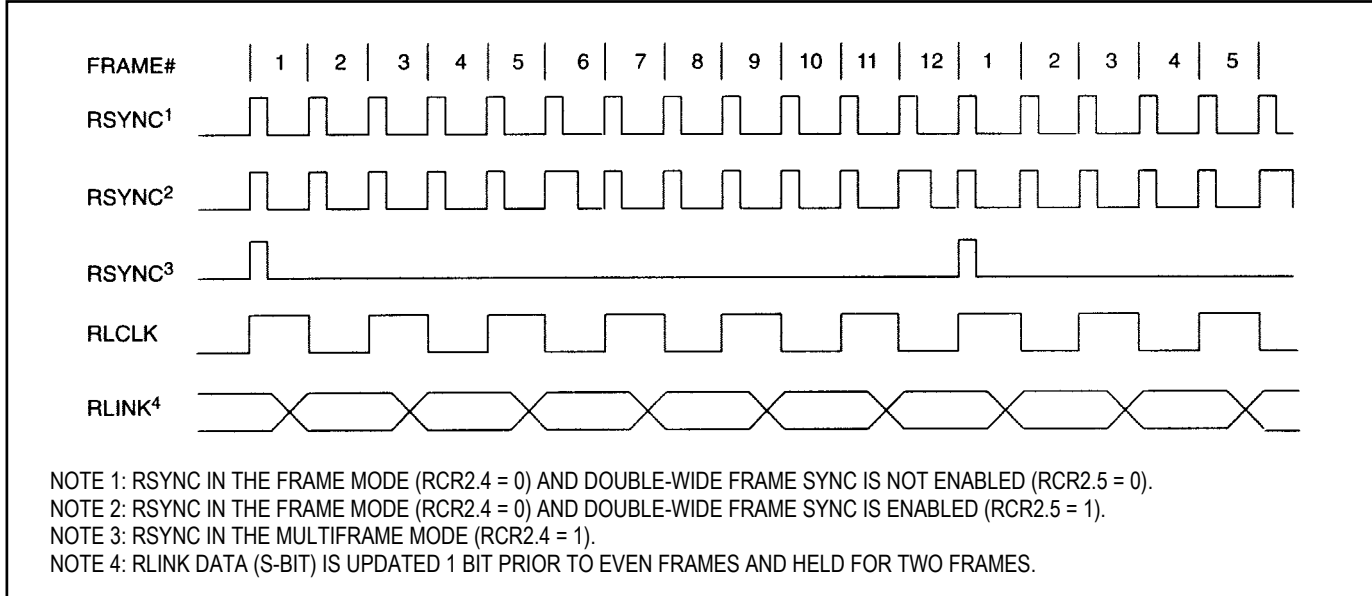 FRAME# 1 2 3 4 5 6 7 8 9 10 11 12 1 2 3 4 5
RSYNC1
RSYNC2
RSYNC3
RLCLK
RLINK4
NOTE 1: RSYNC IN THE FRAME MODE (RCR2.4 = 0) AND DOUBLE-WIDE FRAME SYNC IS NOT ENABLED (RCR2.5 = 0).
NOTE 2: RSYNC IN THE FRAME MODE (RCR2.4 = 0) AND DOUBLE-WIDE FRAME SYNC IS ENABLED (RCR2.5 = 1).
NOTE 3: RSYNC IN THE MULTIFRAME MODE (RCR2.4 = 1).
NOTE 4: RLINK DATA (S-BIT) IS UPDATED 1 BIT PRIOR TO EVEN FRAMES AND HELD FOR TWO FRAMES.